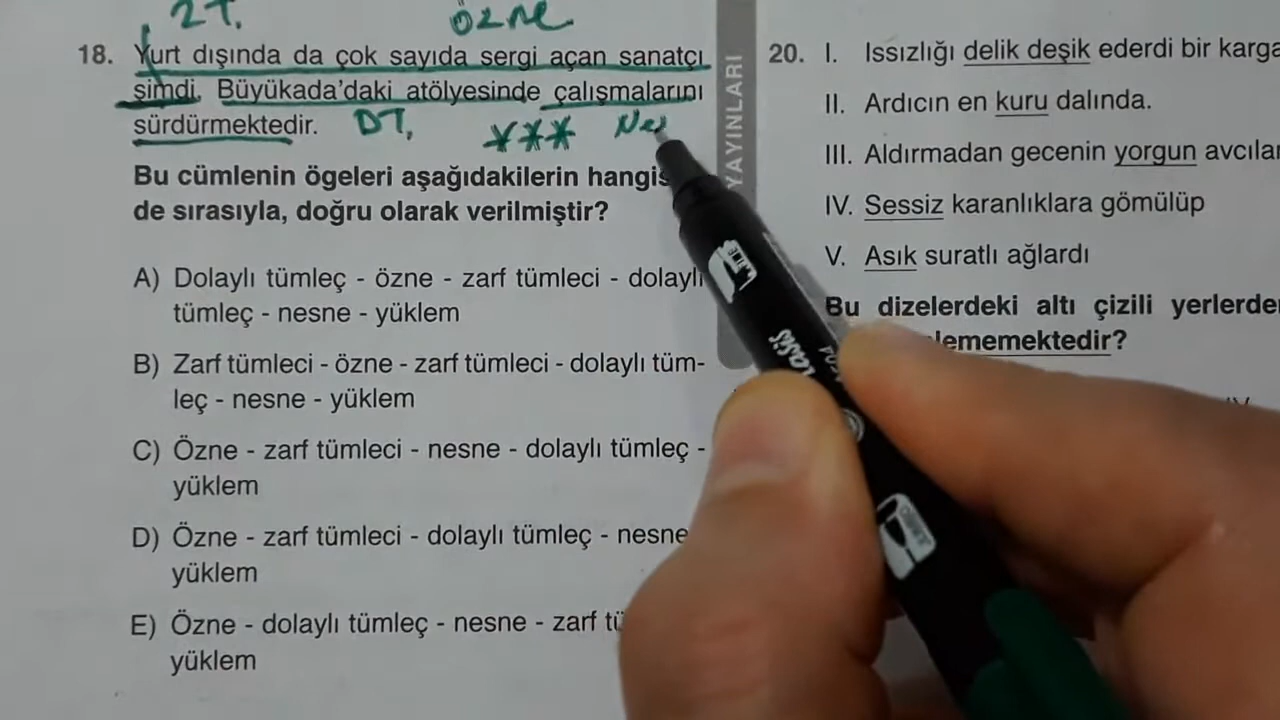 ZT.
özne
18. Yurt dışında da çok sayıda sergi açan sanatçı
şimdi, Büyükada'daki atölyesinde çalışmalarını
sürdürmektedir.
DT,
*** Nes
Bu cümlenin ögeleri aşağıdakilerin
de sırasıyla, doğru olarak verilmiştir?
A) Dolaylı tümleç - özne - zarf tümleci - dolaylı
tümleç - nesne - yüklem
B) Zarf tümleci - özne - zarf tümleci - dolaylı tüm-
leç - nesne - yüklem
C) Özne - zarf tümleci - nesne - dolaylı tümleç -
yüklem
D) Özne - zarf tümleci - dolaylı tümleç - nesne
yüklem
E) Özne - dolaylı tümleç - nesne - zarf
yüklem
YAYINLARI
20. I. Issızlığı delik deşik ederdi bir karga
II. Ardıcın en kuru dalında.
III. Aldırmadan gecenin yorgun
IV. Sessiz karanlıklara gömülüp
V. Asık suratlı ağlardı
Bu dizelerdeki altı çizili